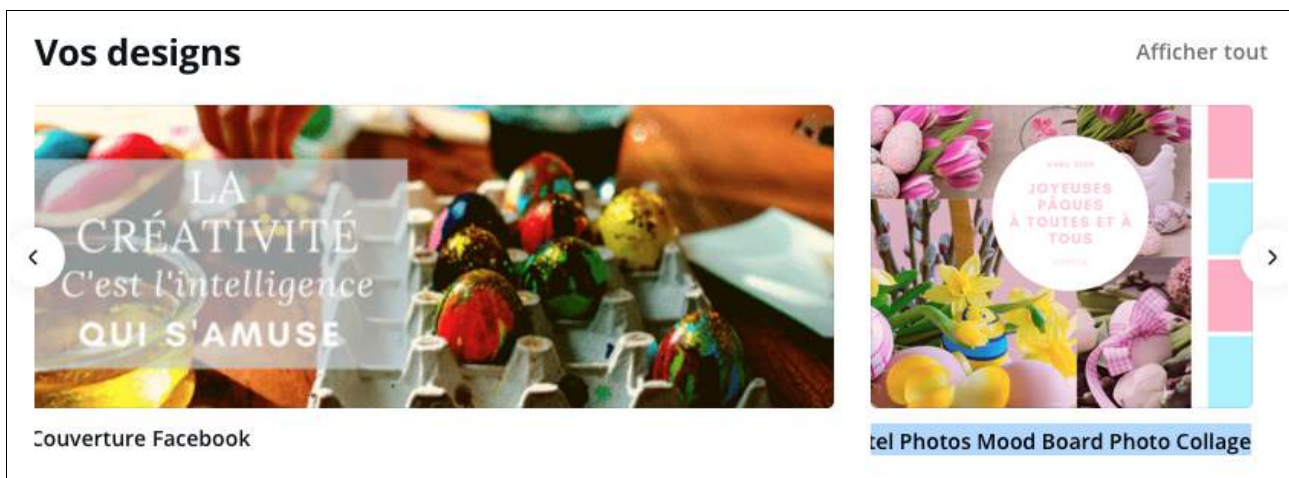 Vos designs
Afficher tout
LA
CRÉATIVITÉ
C'est l'intelligence
QUI S'AMUSE
JOYEUSES
PÂQUES
À TOUTES ET À
TOUS
Couverture Facebook
tel Photos Mood Board Photo Collage